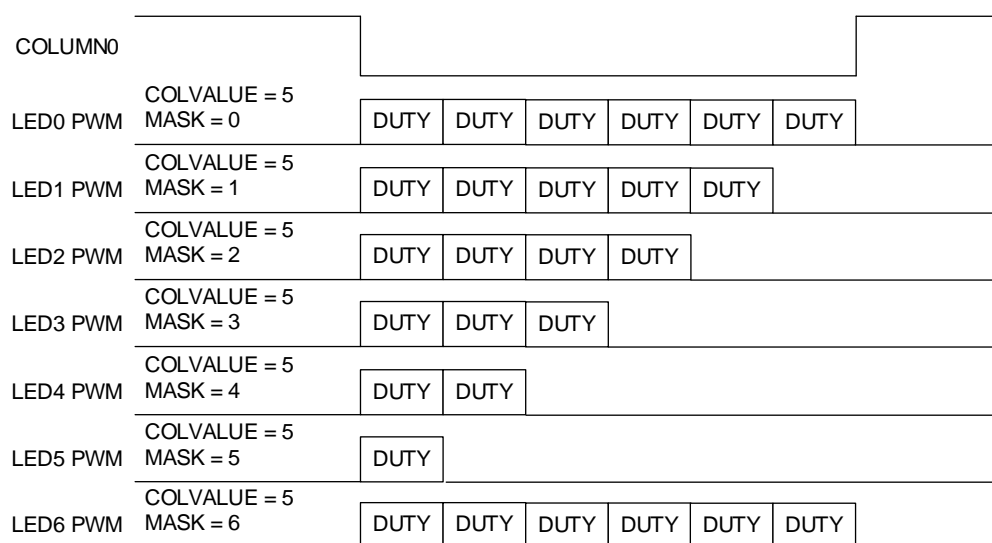 COLUMN0
COLVALUE = 5
LED0 PWM MASK = 0 DUTY DUTY DUTY DUTY DUTY DUTY
COLVALUE = 5
LED1 PWM MASK = 1 DUTY DUTY DUTY DUTY DUTY
COLVALUE = 5
LED2 PWM MASK = 2 DUTY DUTY DUTY DUTY
COLVALUE = 5
LED3 PWM MASK = 3 DUTY DUTY DUTY
COLVALUE = 5
LED4 PWM MASK = 4 DUTY DUTY
COLVALUE = 5
LED5 PWM MASK = 5 DUTY
COLVALUE = 5
LED6 PWM MASK = 6 DUTY DUTY DUTY DUTY DUTY DUTY